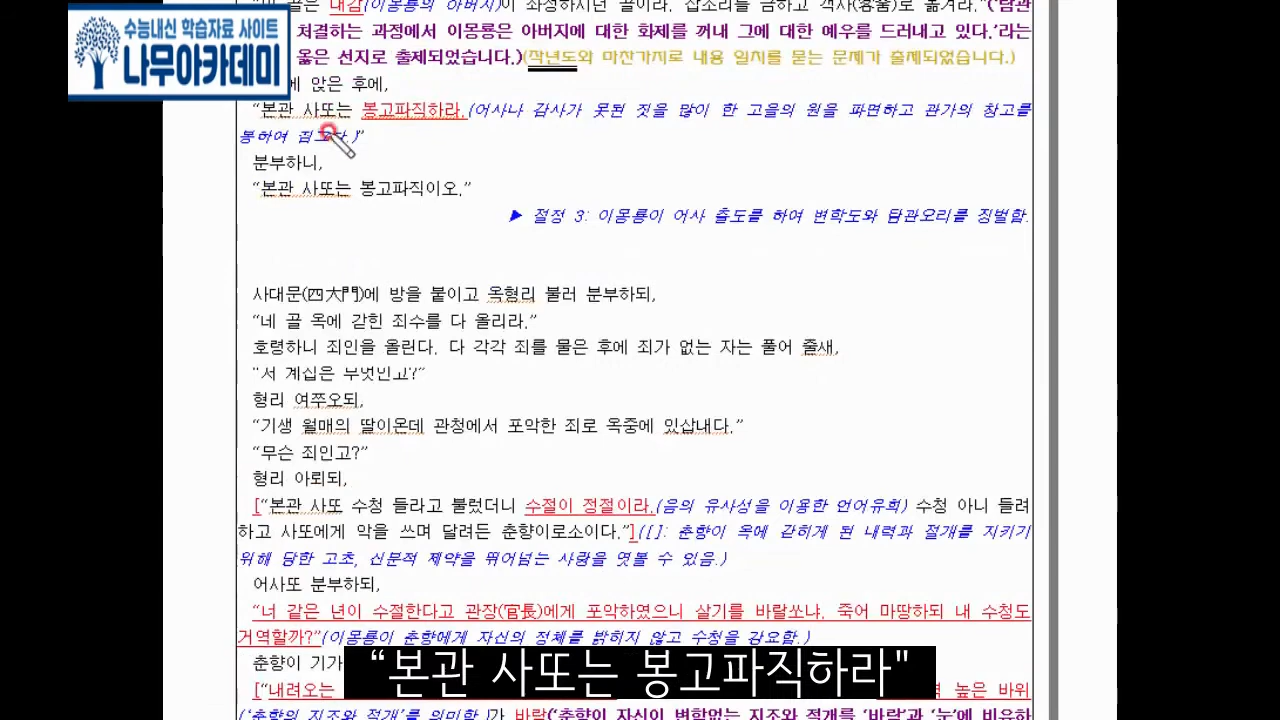 수능내신 학습자료 사이트
나무아카데미
골은 대감(이몽룡의 아버지)이 좌정하시던 골이라. 잡소리를 금하고 객사(客舍)로 옮겨라.”(‘탐관
처결하는 과정에서 이몽룡은 아버지에 대한 화제를 꺼내 그에 대한 예우를 드러내고 있다.’라는
옳은 선지로 출제되었습니다.)(작년도와 마찬가지로 내용 일치를 묻는 문제가 출제되었습니다.)
에 앉은 후에,
“본관 사또는 봉고파직하라.(어사나 감사가 못된 짓을 많이 한 고을의 원을 파면하고 관가의 창고를
봉하여 잠그다.)”
분부하니,
“본관 사또는 봉고파직이오.”
▶ 절정 3: 이몽룡이 어사 출도를 하여 변학도와 탐관오리를 징벌함.
사대문(四大門)에 방을 붙이고 옥형리 불러 분부하되,
“네 골 옥에 갇힌 죄수를 다 올리라.”
호령하니 죄인을 올린다. 다 각각 죄를 물은 후에 죄가 없는 자는 풀어 줄새,
“저 계집은 무엇인고?”
형리 여쭈오되,
“기생 월매의 딸이온데 관청에서 포악한 죄로 옥중에 있삽내다.”
“무슨 죄인고?”
형리 아뢰되,
[“본관 사또 수청 들라고 불렀더니 수절이 정절이라.(음의 유사성을 이용한 언어유희) 수청 아니 들려
하고 사또에게 악을 쓰며 달려든 춘향이로소이다.”]([]: 춘향이 옥에 갇히게 된 내력과 절개를 지키기
위해 당한 고초, 신분적 제약을 뛰어넘는 사랑을 엿볼 수 있음.)
어사또 분부하되,
“너 같은 년이 수절한다고 관장(官長)에게 포악하였으니 살기를 바랄쏘냐. 죽어 마땅하되 내 수청도
거역할까?”(이몽룡이 춘향에게 자신의 정체를 밝히지 않고 수청을 강요함.)
춘향이 기가
“본관 사또는 봉고파직하라"
[“내려오는 높은 바위
(‘춘향의 지조와 절개’를 의미함.)가 바람(‘춘향이 자신의 변함없는 지조와 절개를 ‘바람’과 ‘눈’에 비유하